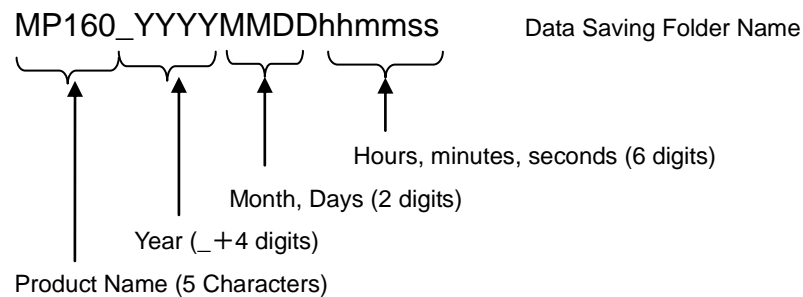 MP160_YYYYMMDDhhmmss Data Saving Folder Name
Hours, minutes, seconds (6 digits)
Month, Days (2 digits)
Year (_＋4 digits)
Product Name (5 Characters)